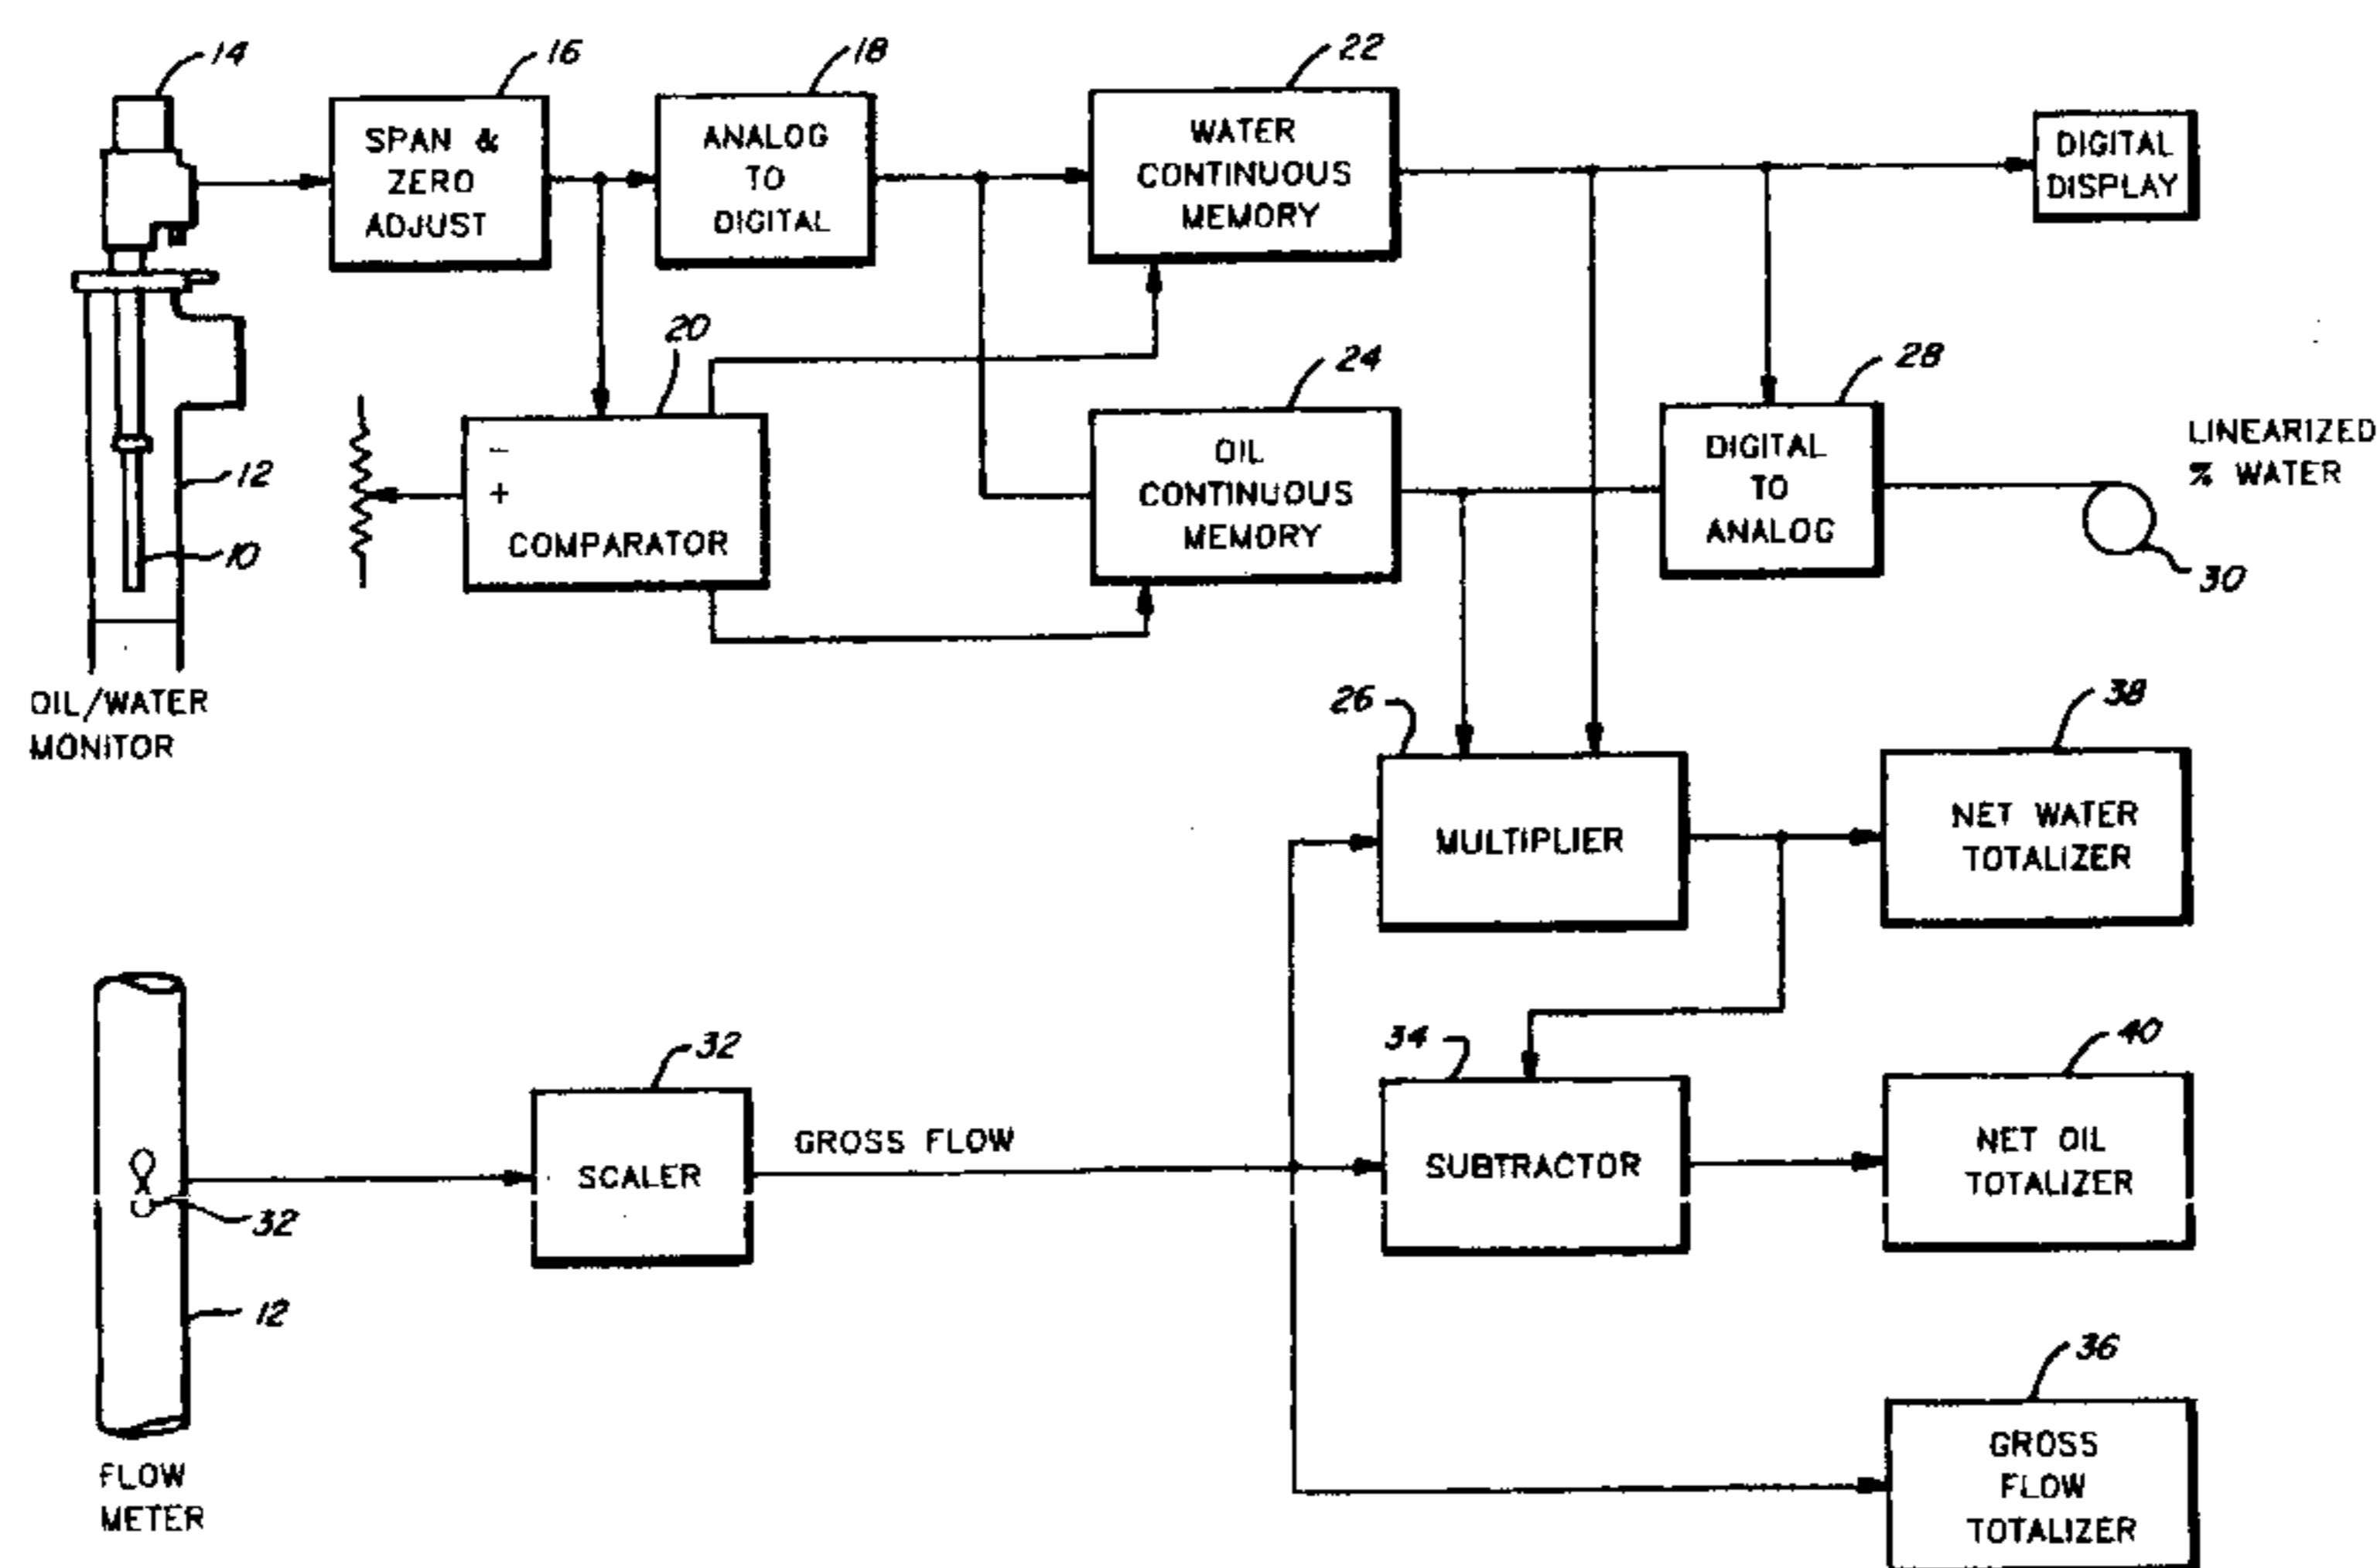 14
16
18
22
SPAN &
ZERO
ADJUST
ANALOG
TO
DIGITAL
WATER
CONTINUOUS
MEMORY
DIGITAL
DISPLAY
20
24
28
12
10
−
+
COMPARATOR
OIL
CONTINUOUS
MEMORY
DIGITAL
TO
ANALOG
LINEARIZED
% WATER
30
OIL/WATER
MONITOR
26
38
MULTIPLIER
NET WATER
TOTALIZER
32
34
40
32
12
SCALER
GROSS FLOW
SUBTRACTOR
NET OIL
TOTALIZER
36
FLOW
METER
GROSS
FLOW
TOTALIZER